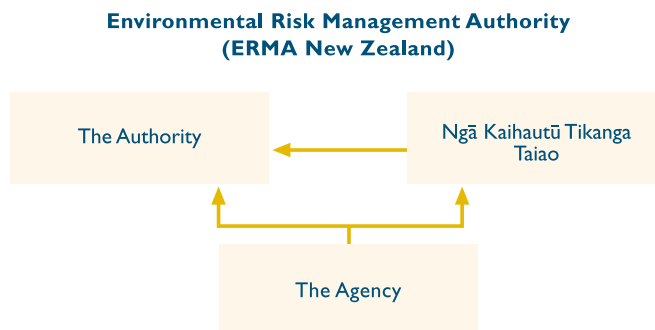 Environmental Risk Management Authority
(ERMA New Zealand)
The Authority
Ngā Kaihautū Tikanga
Taiao
The Agency